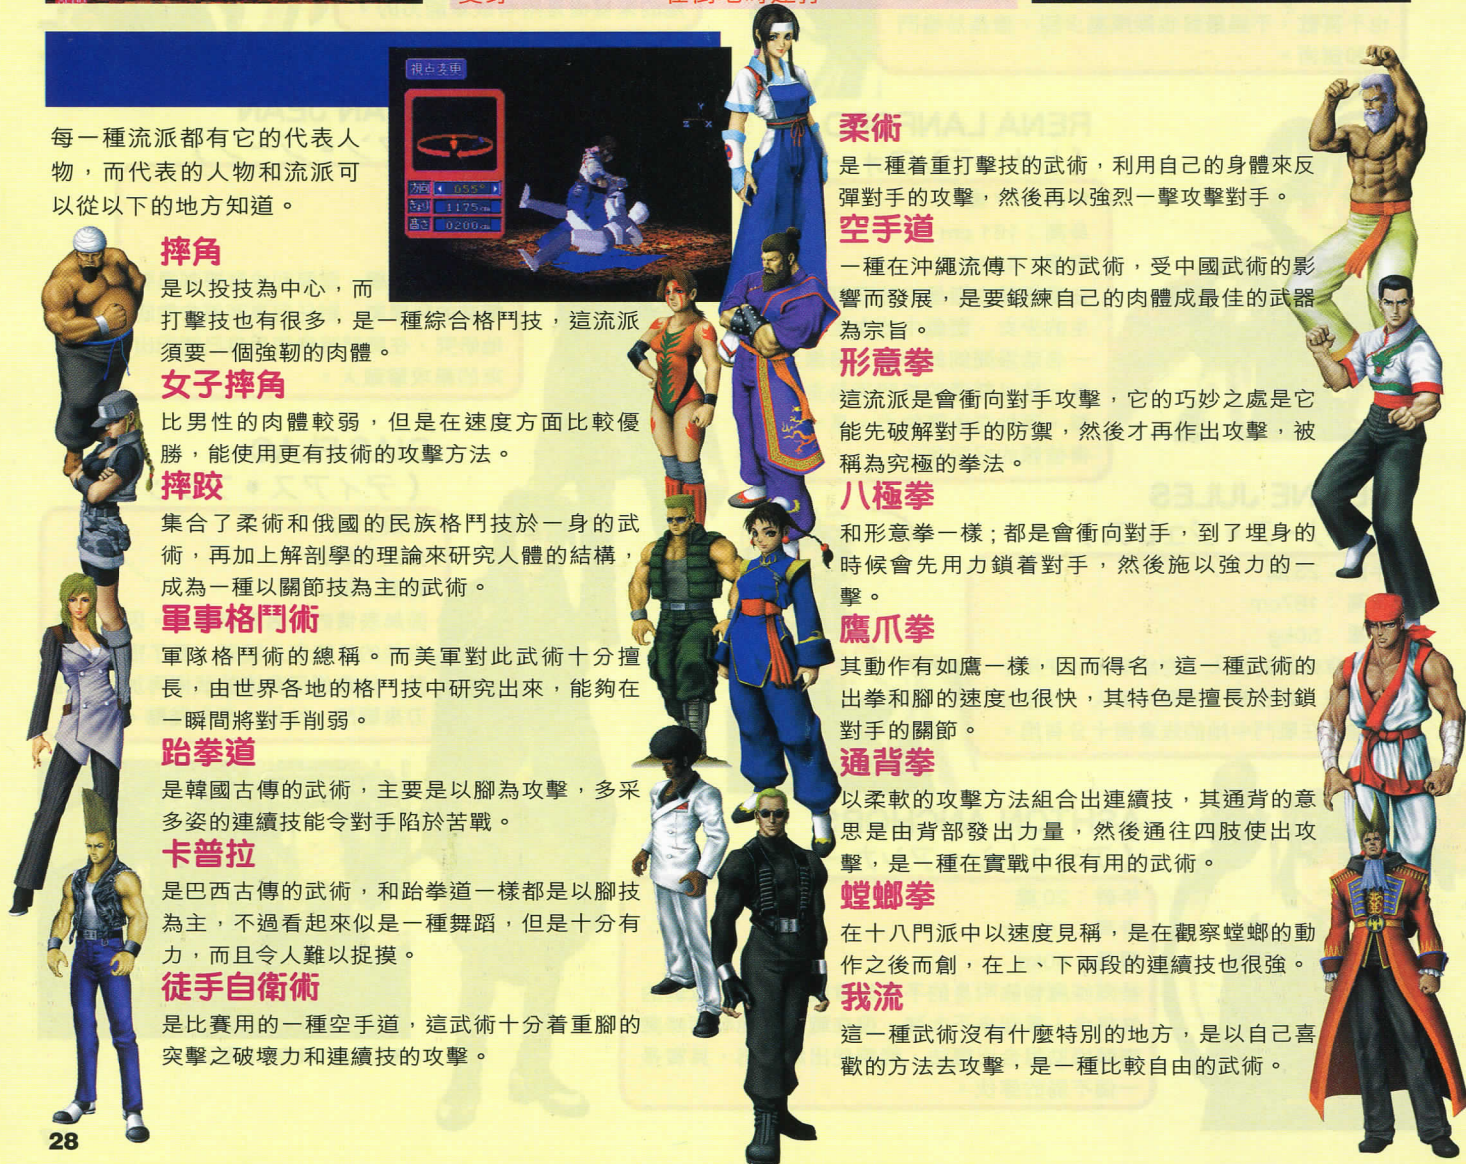 每一種流派都有它的代表人
物，而代表的人物和流派可
以從以下的地方知道。
視点変更
方向 055°
1175cm
高さ 0200cm
摔角
是以投技為中心，而
打擊技也有很多，是一種綜合格鬥技，這流派
須要一個強韌的肉體。
女子摔角
比男性的肉體較弱，但是在速度方面比較優
勝，能使用更有技術的攻擊方法。
摔跤
集合了柔術和俄國的民族格鬥技於一身的武
術，再加上解剖學的理論來研究人體的結構，
成為一種以關節技為主的武術。
軍事格鬥術
軍隊格鬥術的總稱。而美軍對此武術十分擅
長，由世界各地的格鬥技中研究出來，能夠在
一瞬間將對手削弱。
跆拳道
是韓國古傳的武術，主要是以腳為攻擊，多采
多姿的連續技能令對手陷於苦戰。
卡普拉
是巴西古傳的武術，和跆拳道一樣都是以腳技
為主，不過看起來似是一種舞蹈，但是十分有
力，而且令人難以捉摸。
徒手自衛術
是比賽用的一種空手道，這武術十分着重腳的
突擊之破壞力和連續技的攻擊。
柔術
是一種着重打擊技的武術，利用自己的身體來反
彈對手的攻擊，然後再以強烈一擊攻擊對手。
空手道
一種在沖繩流傳下來的武術，受中國武術的影
響而發展，是要鍛練自己的肉體成最佳的武器
為宗旨。
形意拳
這流派是會衝向對手攻擊，它的巧妙之處是它
能先破解對手的防禦，然後才再作出攻擊，被
稱為究極的拳法。
八極拳
和形意拳一樣；都是會衝向對手，到了埋身的
時候會先用力鎖着對手，然後施以強力的一
擊。
鷹爪拳
其動作有如鷹一樣，因而得名，這一種武術的
出拳和腳的速度也很快，其特色是擅長於封鎖
對手的關節。
通背拳
以柔軟的攻擊方法組合出連續技，其通背的意
思是由背部發出力量，然後通往四肢使出攻
擊，是一種在實戰中很有用的武術。
螳螂拳
在十八門派中以速度見稱，是在觀察螳螂的動
作之後而創，在上、下兩段的連續技也很強。
我流
這一種武術沒有什麼特別的地方，是以自己喜
歡的方法去攻擊，是一種比較自由的武術。
28